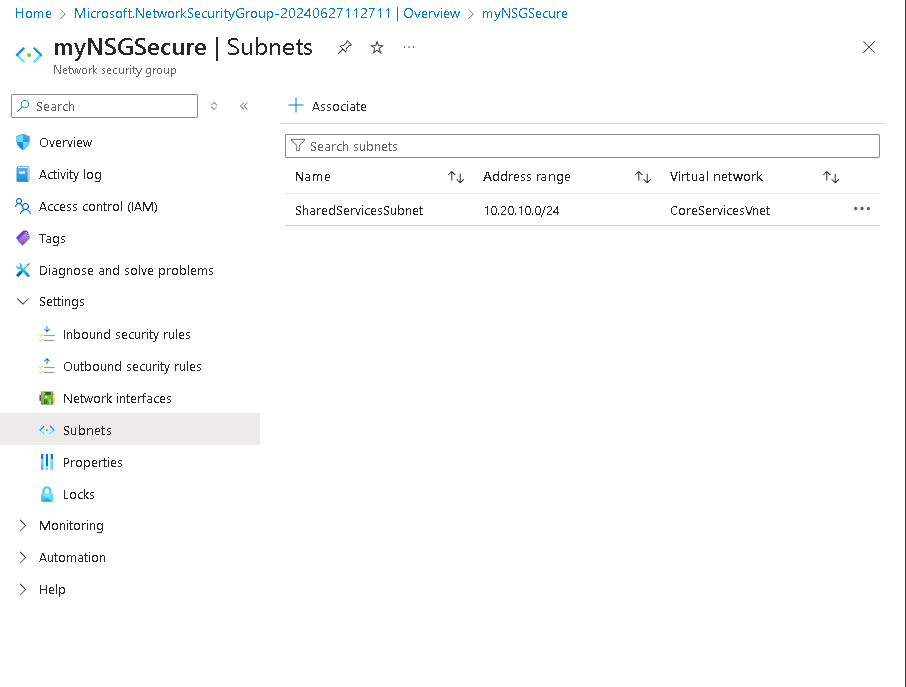 Home > Microsoft.NetworkSecurityGroup-20240627112711 | Overview > myNSGSecure
myNSGSecure | Subnets
Network security group
Search
Overview
Activity log
Access control (IAM)
Tags
Diagnose and solve problems
Settings
Inbound security rules
Outbound security rules
Network interfaces
Subnets
Properties
Locks
Monitoring
Automation
Help
Associate
Search subnets
Name Address range Virtual network
SharedServicesSubnet 10.20.10.0/24 CoreServicesVnet